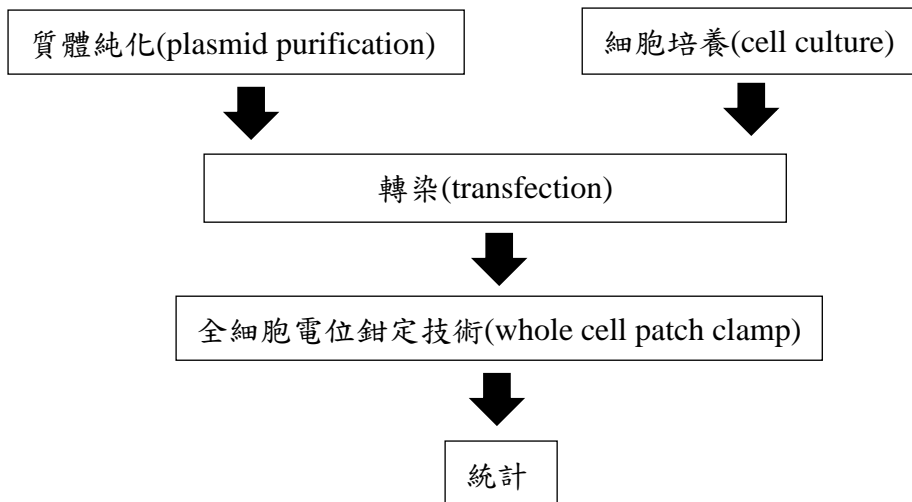 質體純化(plasmid purification)
細胞培養(cell culture)
轉染(transfection)
全細胞電位鉗定技術(whole cell patch clamp)
統計